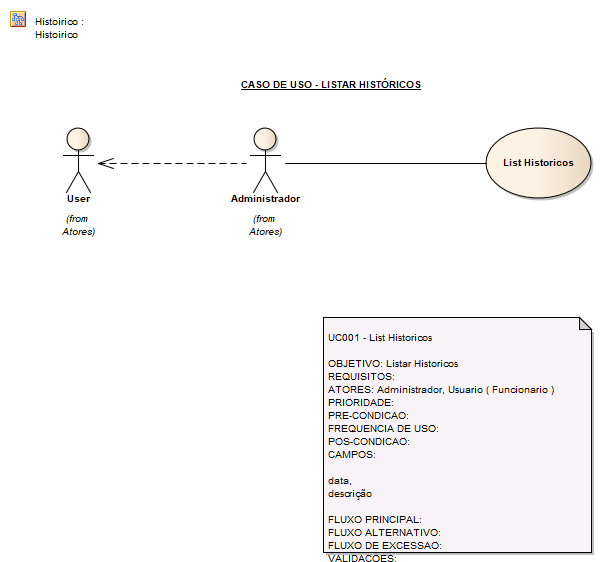 Histoirico :
Histoirico
CASO DE USO - LISTAR HISTÓRICOS
User
(from
Atores)
Administrador
(from
Atores)
List Historicos
UC001 - List Historicos
OBJETIVO: Listar Historicos
REQUISITOS:
ATORES: Administrador, Usuario ( Funcionario )
PRIORIDADE:
PRE-CONDICAO:
FREQUENCIA DE USO:
POS-CONDICAO:
CAMPOS:
data,
descrição
FLUXO PRINCIPAL:
FLUXO ALTERNATIVO:
FLUXO DE EXCESSAO:
VALIDACOES: